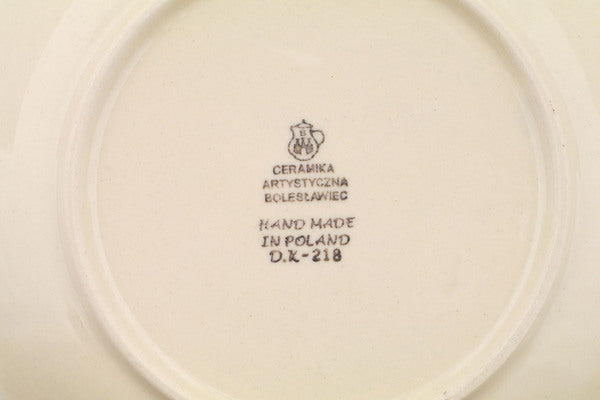 B
CERAMIKA
ARTYSTYCZNA
BOLESŁAWIEC
HAND MADE
IN POLAND
D.K-218